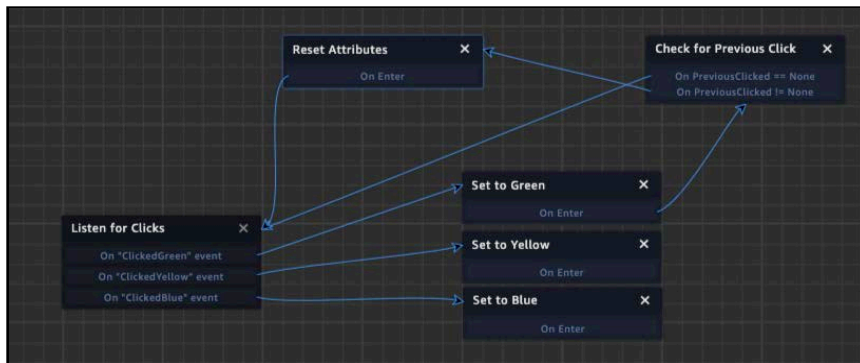 Reset Attributes ×
On Enter
Check for Previous Click ×
On PreviousClicked == None
On PreviousClicked != None
Set to Green ×
On Enter
Listen for Clicks ×
On "ClickedGreen" event
On "ClickedYellow" event
On "ClickedBlue" event
Set to Yellow ×
On Enter
Set to Blue ×
On Enter